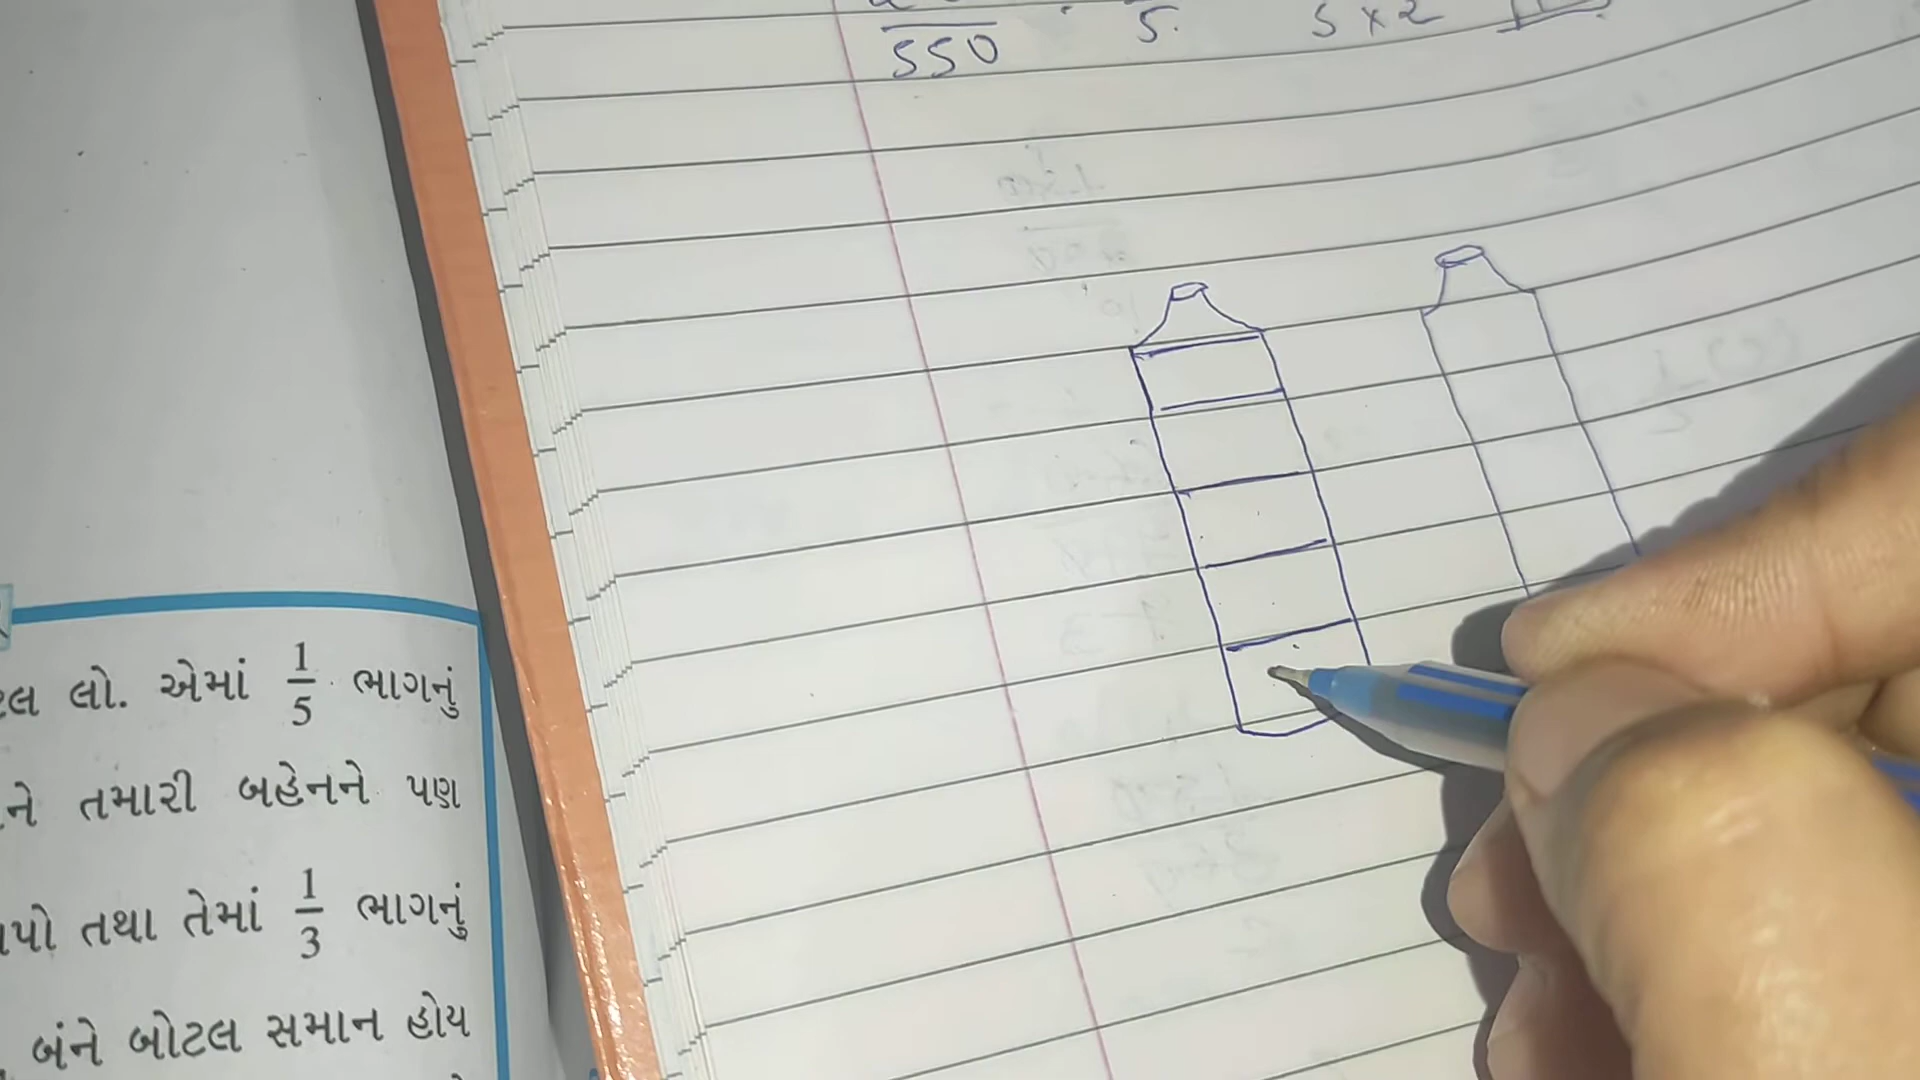 550 5. 5 × 2
લો. એમાં 1/5 ભાગનું
ને તમારી બહેનને પણ
તથા તેમાં 1/3 ભાગનું
બંને બોટલ સમાન હોય